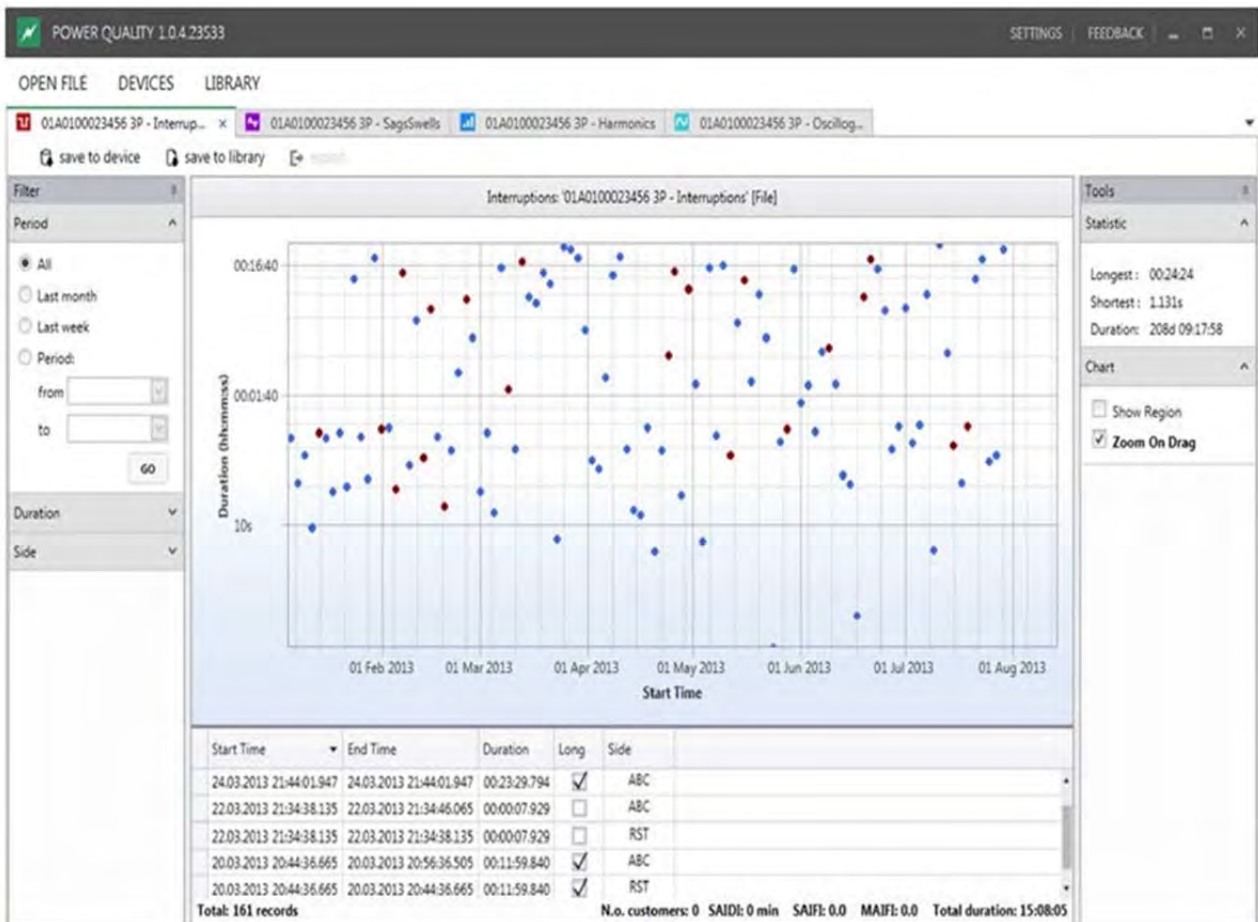 POWER QUALITY 1.0.4.23533 SETTINGS FEEDBACK
OPEN FILE DEVICES LIBRARY
01A0100023456 3P - Interrup... 01A0100023456 3P - SagsSwells 01A0100023456 3P - Harmonics 01A0100023456 3P - Oscillog...
save to device save to library
Filter
Period
All
Last month
Last week
Period:
from
to
GO
Duration
Side
Interruptions: '01A0100023456 3P - Interruptions' [File]
Duration (hh:mm:ss)
00:16:40
00:01:40
10s
01 Feb 2013 01 Mar 2013 01 Apr 2013 01 May 2013 01 Jun 2013 01 Jul 2013 01 Aug 2013
Start Time
Start Time End Time Duration Long Side
24.03.2013 21:44:01.947 24.03.2013 21:44:01.947 00:23:29.794 ABC
22.03.2013 21:34:38.135 22.03.2013 21:34:46.065 00:00:07.929 ABC
22.03.2013 21:34:38.135 22.03.2013 21:34:38.135 00:00:07.929 RST
20.03.2013 20:44:36.665 20.03.2013 20:56:36.505 00:11:59.840 ABC
20.03.2013 20:44:36.665 20.03.2013 20:44:36.665 00:11:59.840 RST
Total: 161 records N.o. customers: 0 SAIDI: 0 min SAIFI: 0.0 MAIFI: 0.0 Total duration: 15:08:05
Tools
Statistic
Longest: 00:24:24
Shortest: 1.131s
Duration: 208d 09:17:58
Chart
Show Region
Zoom On Drag